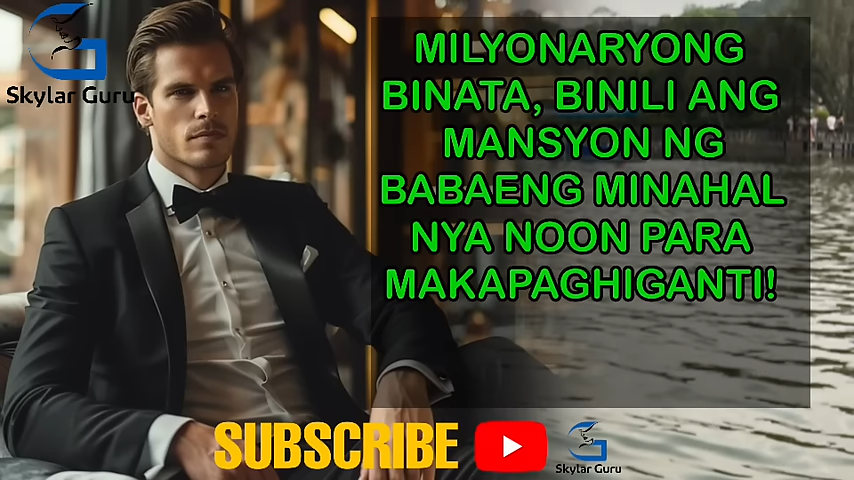 Skylar Guru
MILYONARYONG
BINATA, BINILI ANG
MANSYON NG
BABAENG MINAHAL
NYA NOON PARA
MAKAPAGHIGANTI!
SUBSCRIBE
Skylar Guru